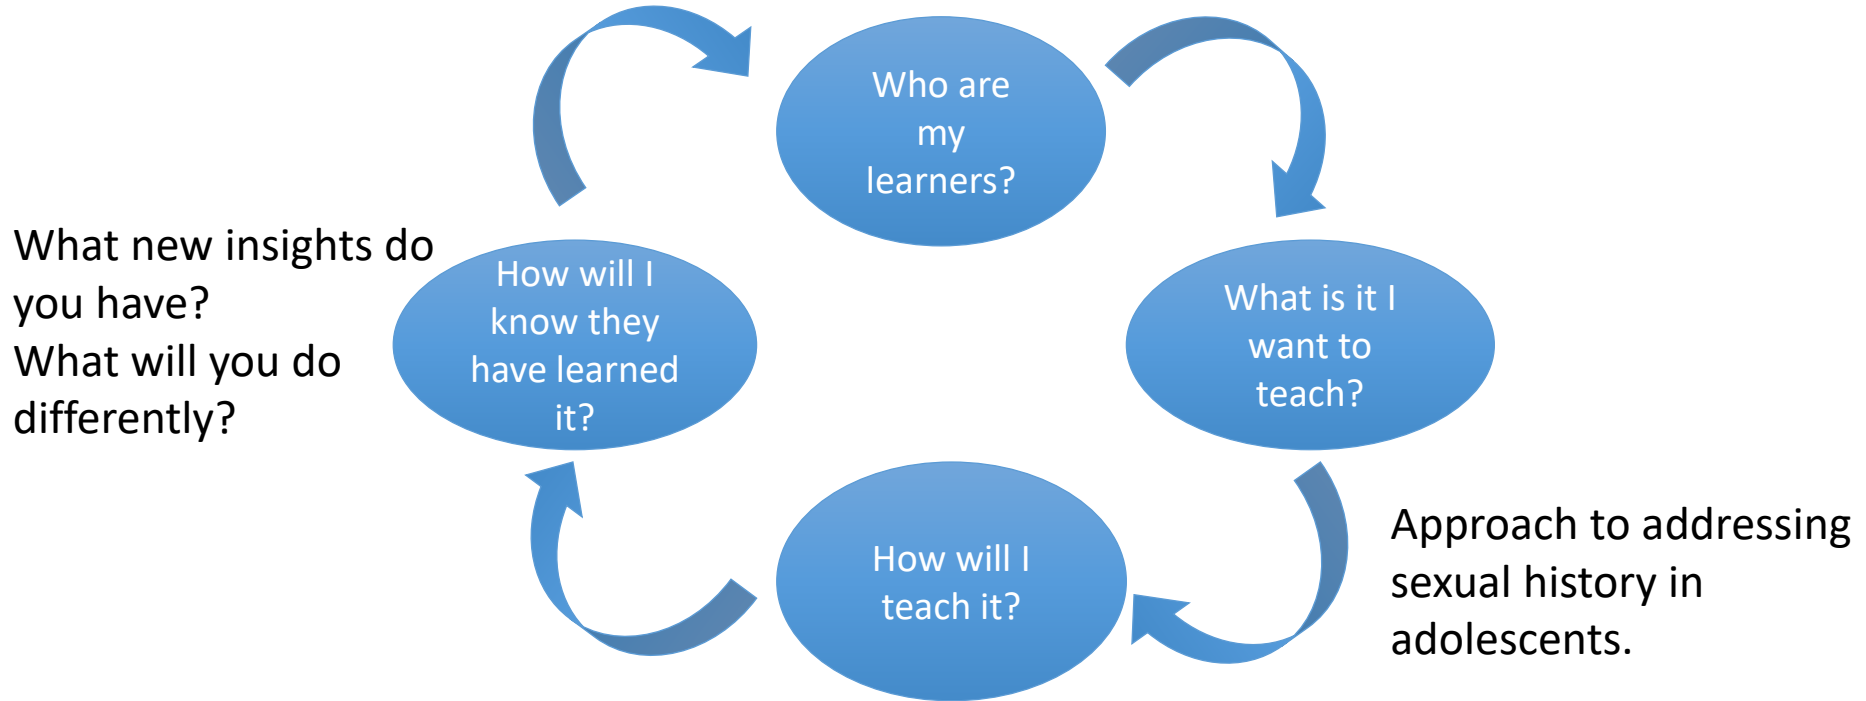 Who are
my
learners?
What new insights do
you have?
What will you do
differently?
How will I
know they
have learned
it?
What is it I
want to
teach?
How will I
teach it?
Approach to addressing
sexual history in
adolescents.